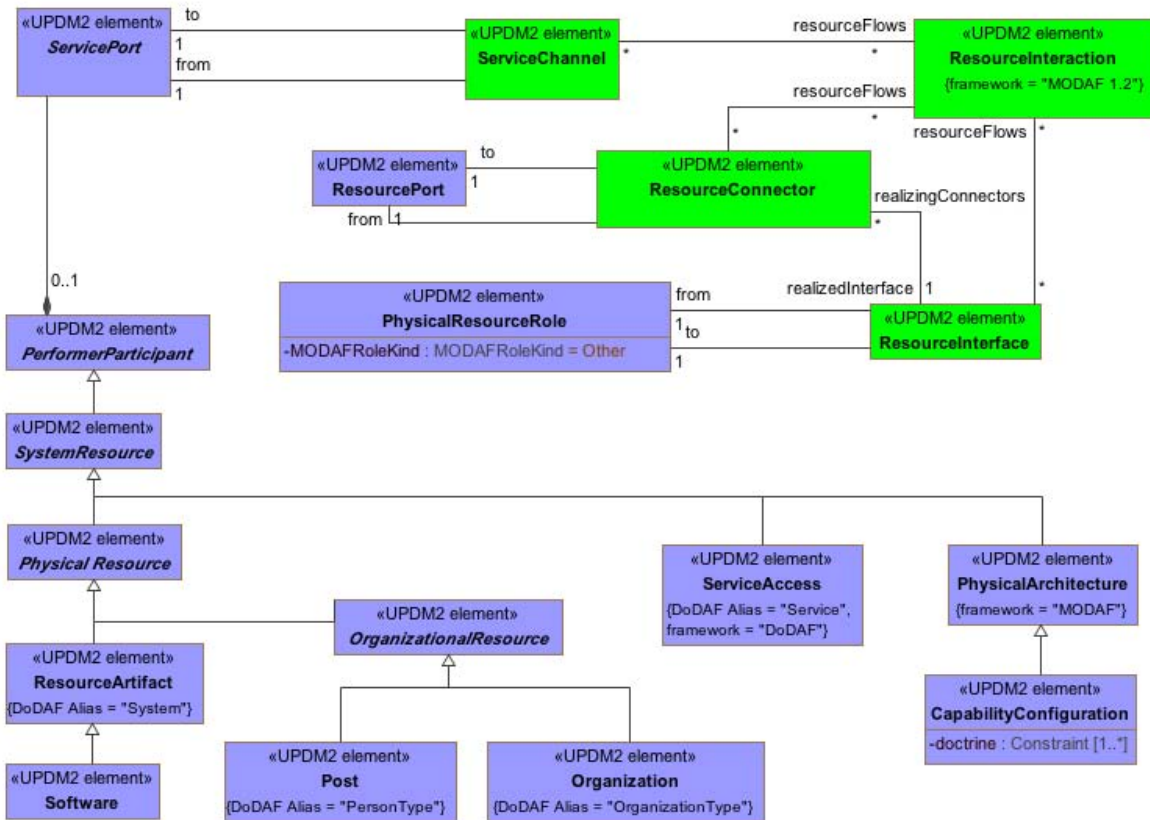 «UPDM2 element»
ServicePort
to
1
from
1
«UPDM2 element»
ServiceChannel
*
resourceFlows
*
«UPDM2 element»
ResourceInteraction
{framework = "MODAF 1.2"}
resourceFlows
*
*
resourceFlows
*
«UPDM2 element»
ResourcePort
to
1
from
1
«UPDM2 element»
ResourceConnector
realizingConnectors
*
realizedInterface
1
*
«UPDM2 element»
PhysicalResourceRole
-MODAFRoleKind : MODAFRoleKind = Other
from
1
to
1
«UPDM2 element»
ResourceInterface
0..1
«UPDM2 element»
PerformerParticipant
«UPDM2 element»
SystemResource
«UPDM2 element»
Physical Resource
«UPDM2 element»
ServiceAccess
{DoDAF Alias = "Service",
framework = "DoDAF"}
«UPDM2 element»
PhysicalArchitecture
{framework = "MODAF"}
«UPDM2 element»
OrganizationalResource
«UPDM2 element»
ResourceArtifact
{DoDAF Alias = "System"}
«UPDM2 element»
CapabilityConfiguration
-doctrine : Constraint [1..*]
«UPDM2 element»
Software
«UPDM2 element»
Post
{DoDAF Alias = "PersonType"}
«UPDM2 element»
Organization
{DoDAF Alias = "OrganizationType"}